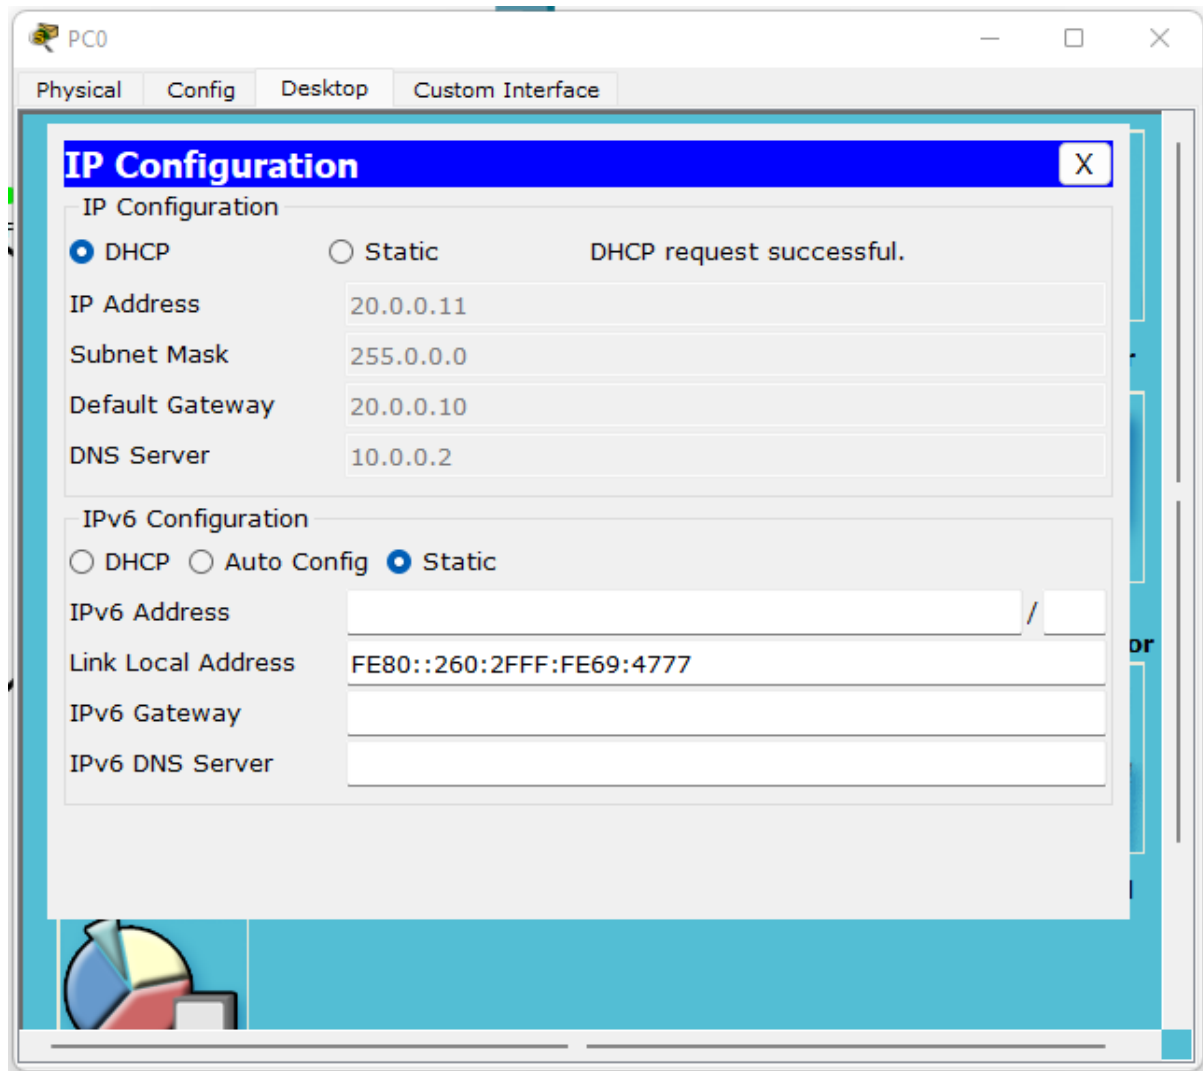 PC0
Physical Config Desktop Custom Interface
IP Configuration X
IP Configuration
DHCP Static DHCP request successful.
IP Address 20.0.0.11
Subnet Mask 255.0.0.0
Default Gateway 20.0.0.10
DNS Server 10.0.0.2
IPv6 Configuration
DHCP Auto Config Static
IPv6 Address /
Link Local Address FE80::260:2FFF:FE69:4777
IPv6 Gateway
IPv6 DNS Server
or